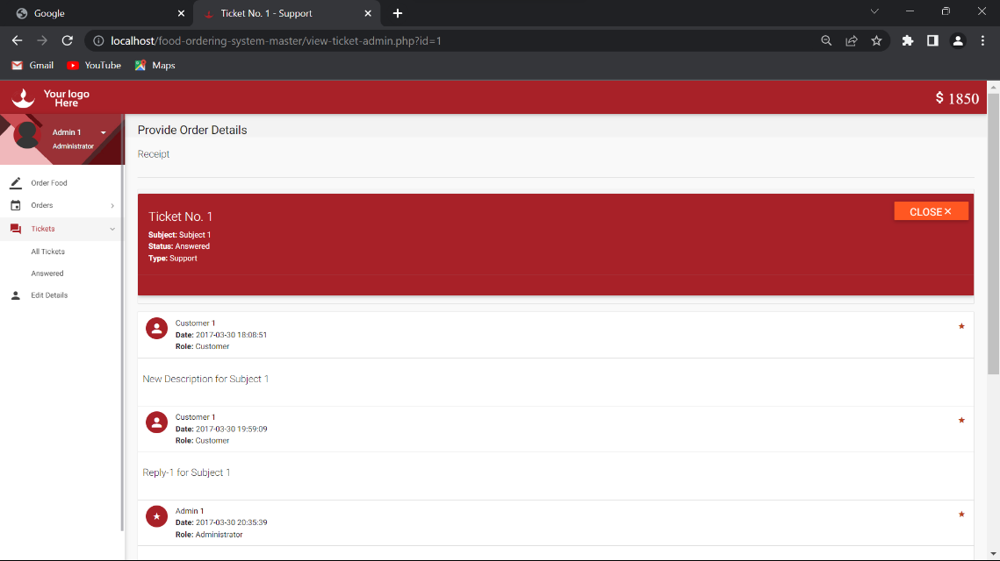 Google
Ticket No. 1 - Support
localhost/food-ordering-system-master/view-ticket-admin.php?id=1
Gmail
YouTube
Maps
Your logo
Here
$ 1850
Admin 1
Administrator
Order Food
Orders
Tickets
All Tickets
Answered
Edit Details
Provide Order Details
Receipt
Ticket No. 1
CLOSE×
Subject: Subject 1
Status: Answered
Type: Support
Customer 1
Date: 2017-03-30 18:08:51
Role: Customer
New Description for Subject 1
Customer 1
Date: 2017-03-30 19:59:09
Role: Customer
Reply-1 for Subject 1
Admin 1
Date: 2017-03-30 20:35:39
Role: Administrator